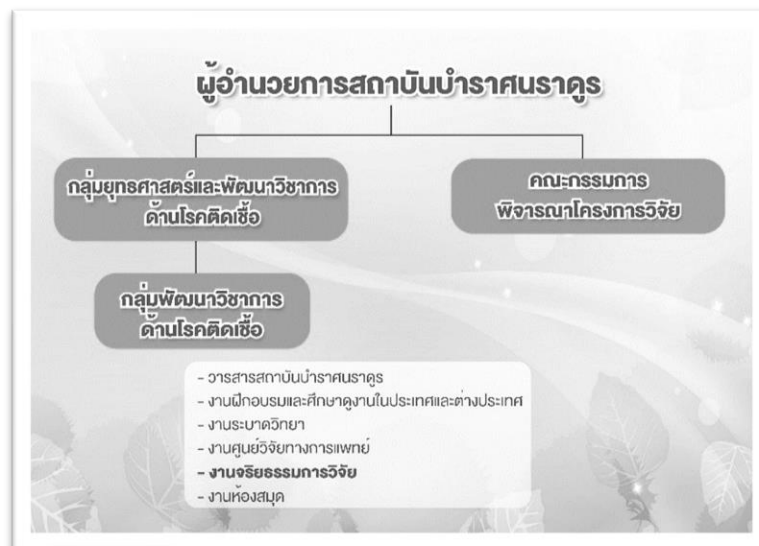 ผู้อำนวยการสถาบันบำราศนราดูร
กลุ่มยุทธศาสตร์และพัฒนาวิชาการ
ด้านโรคติดเชื้อ
คณะกรรมการ
พิจารณาโครงการวิจัย
กลุ่มพัฒนาวิชาการ
ด้านโรคติดเชื้อ
- วารสารสถาบันบำราศนราดูร
- งานฝึกอบรมและศึกษาดูงานในประเทศและต่างประเทศ
- งานระบาดวิทยา
- งานศูนย์วิจัยทางการแพทย์
- งานจริยธรรมการวิจัย
- งานห้องสมุด